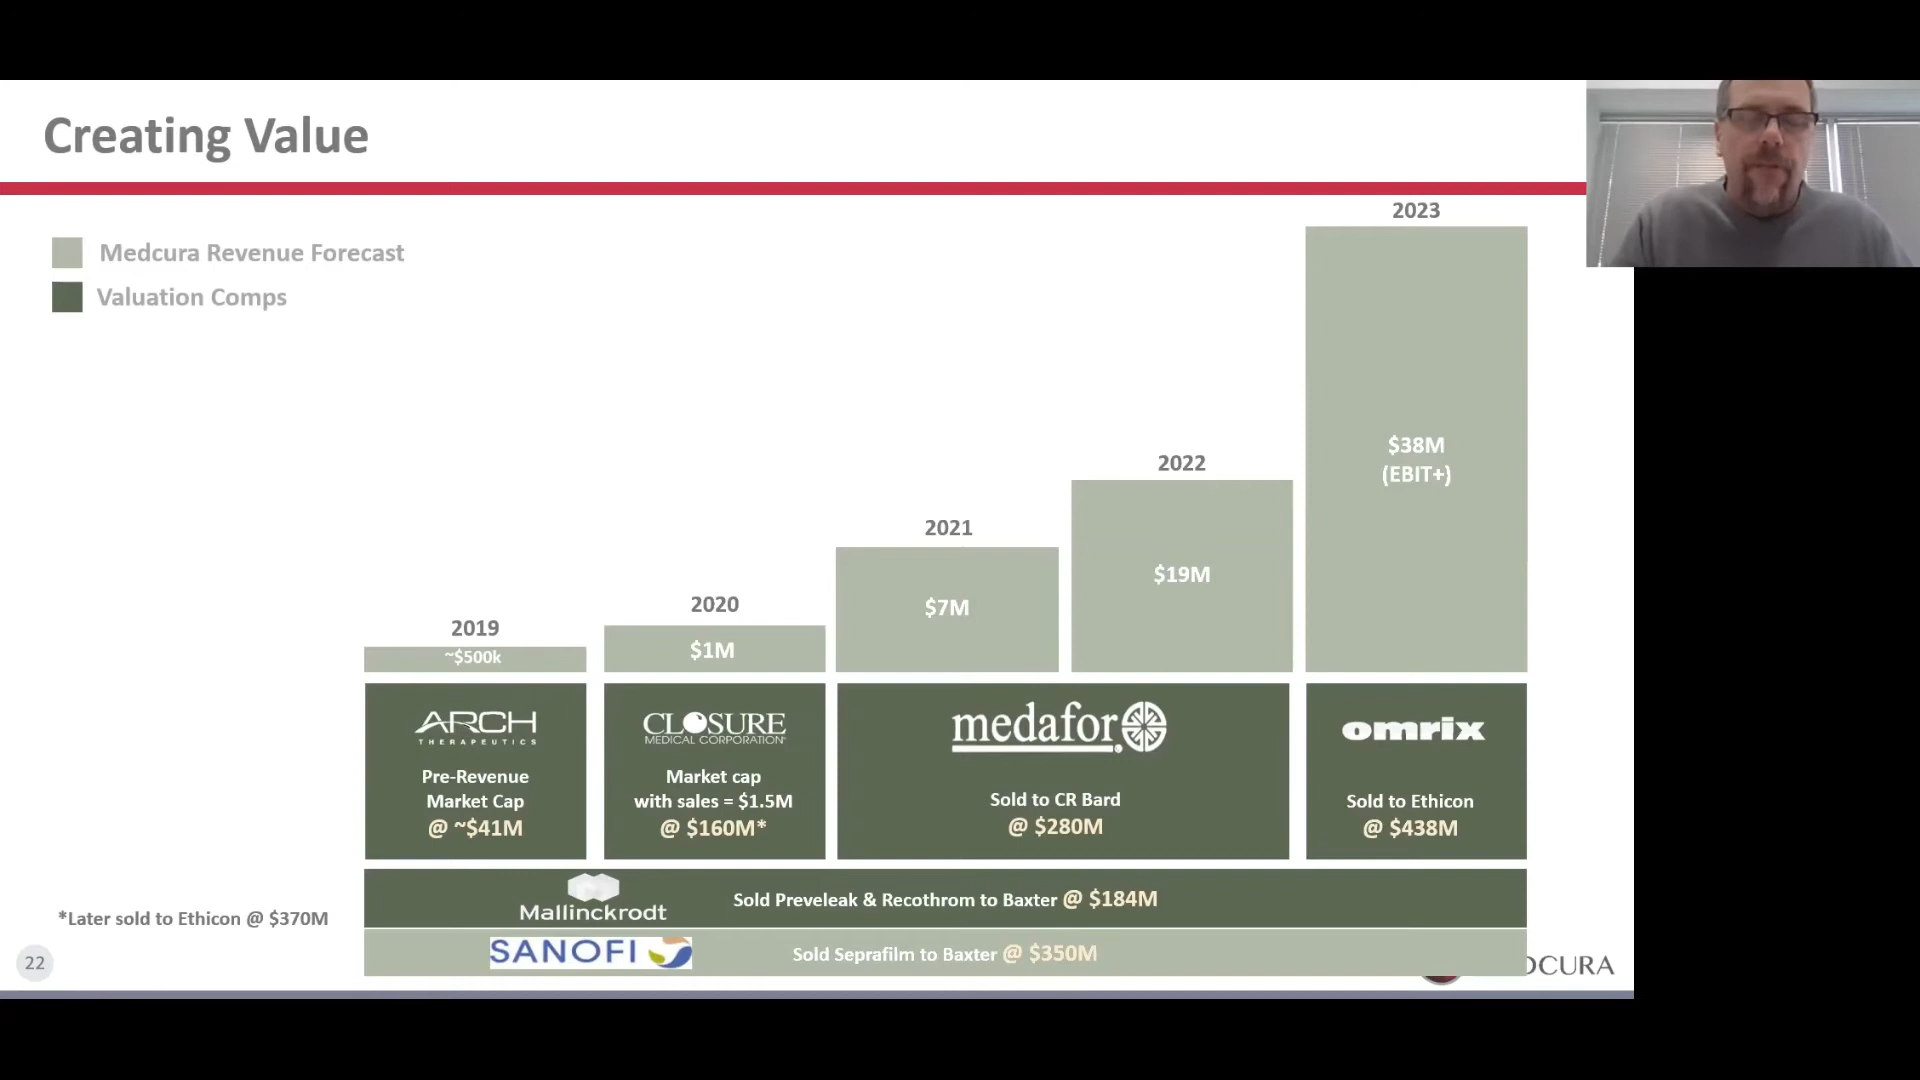 Creating Value
Medcura Revenue Forecast
Valuation Comps
2019
~$500k
2020
$1M
2021
$7M
2022
$19M
2023
$38M
(EBIT+)
ARCH
THERAPEUTICS
Pre-Revenue
Market Cap
@ ~$41M
CLOSURE
MEDICAL CORPORATION
Market cap
with sales = $1.5M
@ $160M*
medafor
Sold to CR Bard
@ $280M
omrix
Sold to Ethicon
@ $438M
Mallinckrodt
Sold Preveleak & Recothrom to Baxter @ $184M
SANOFI
Sold Seprafilm to Baxter @ $350M
*Later sold to Ethicon @ $370M
22
OCURA